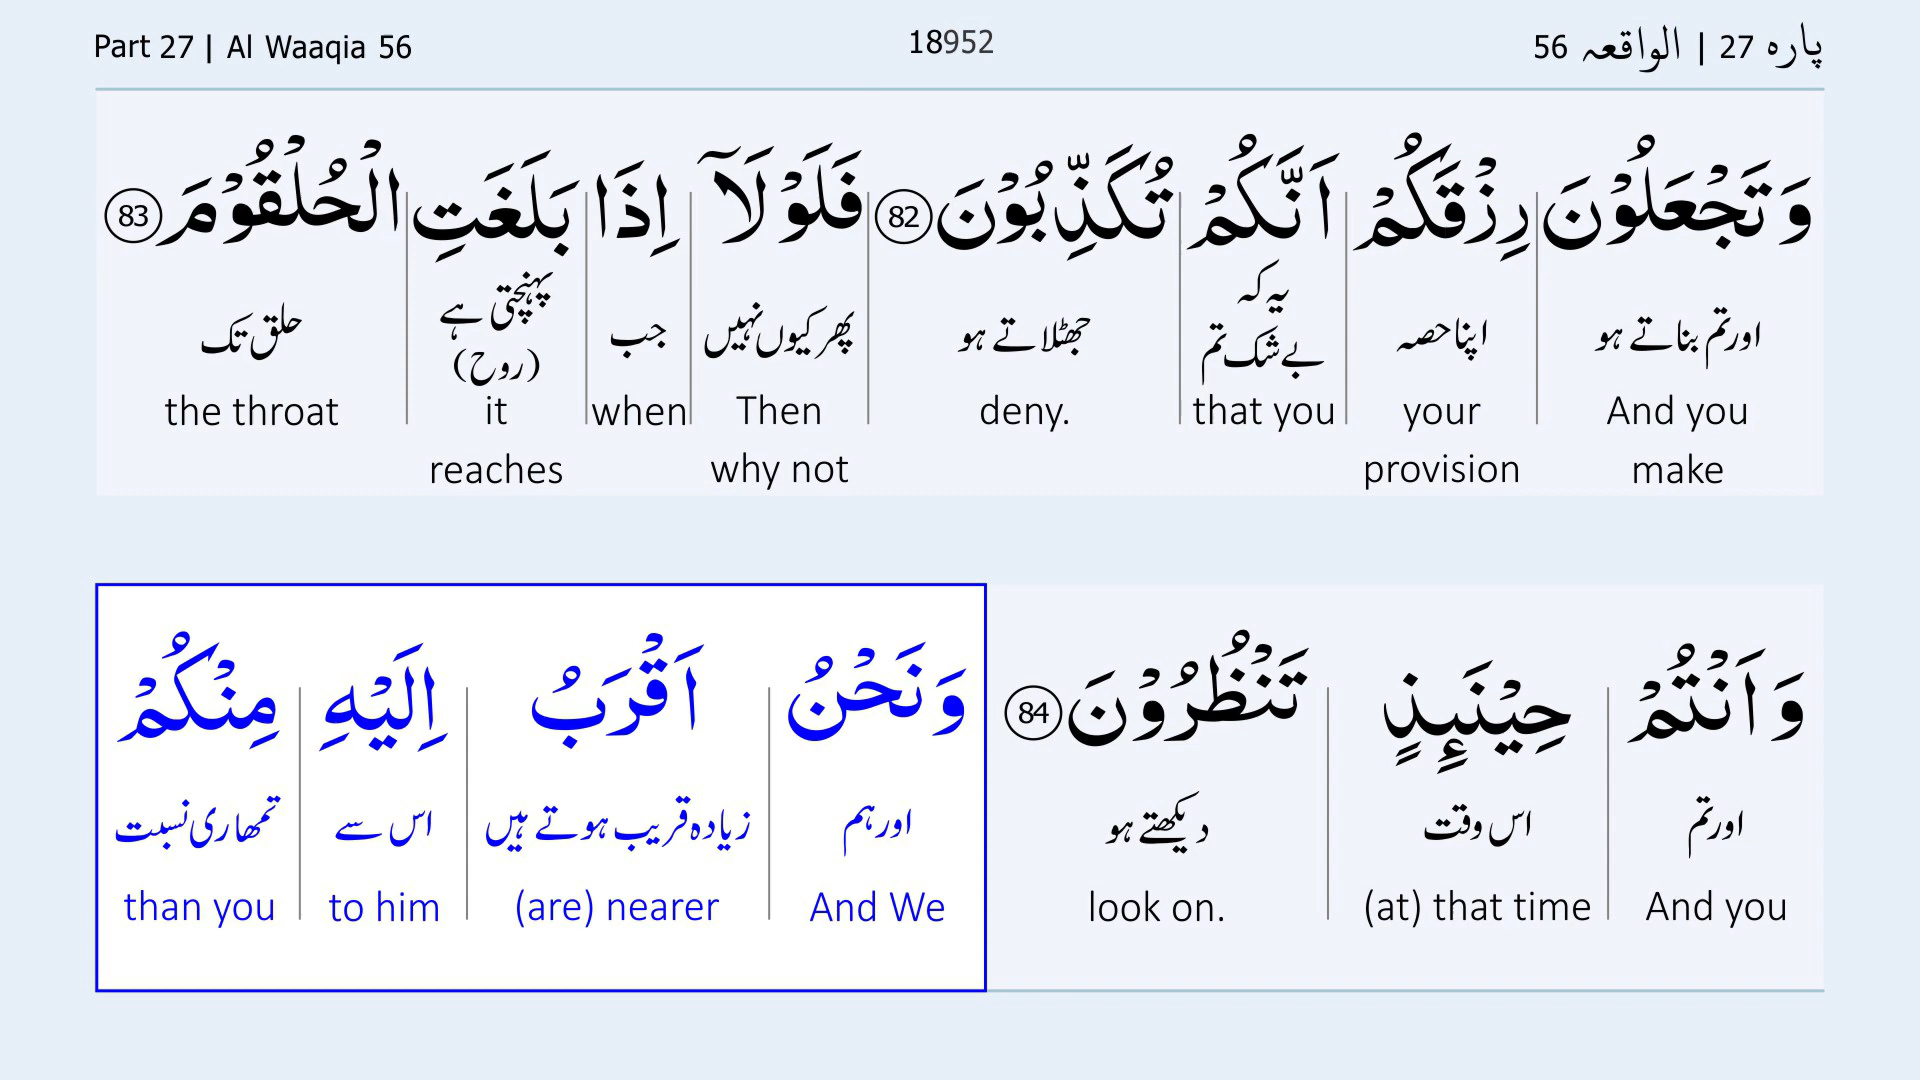 Part 27 | Al Waaqia 56
18952
پارہ 27 | الواقعہ 56
وَتَجْعَلُوْنَ رِزْقَكُمْ اَنَّكُمْ تُكَذِّبُوْنَ 82 فَلَوْلَاۤ اِذَا بَلَغَتِ الْحُلْقُوْمَ 83
اور تم بناتے ہو اپنا حصہ یہ کہ بے شک تم جھٹلاتے ہو پھر کیوں نہیں جب پہنچتی ہے (روح) حلق تک
the throat it reaches when Then why not deny. that you your provision And you make
وَاَنْتُمْ حِيْنَىِٕذٍ تَنْظُرُوْنَ 84 وَنَحْنُ اَقْرَبُ اِلَيْهِ مِنْكُمْ
اور تم اس وقت دیکھتے ہو اور ہم زیادہ قریب ہوتے ہیں اس سے تمھاری نسبت
than you to him (are) nearer And We look on. (at) that time And you